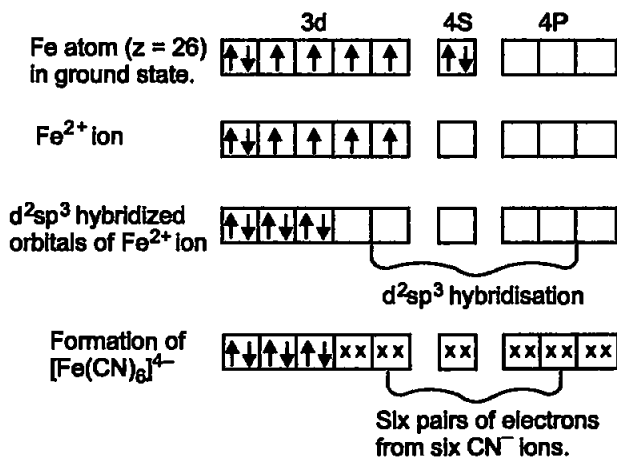 3d 4S 4P
Fe atom (z = 26)
in ground state.
Fe2+ ion
d2sp3 hybridized
orbitals of Fe2+ ion
d2sp3 hybridisation
Formation of
[Fe(CN)6]4–
xx xx xx xx xx xx
Six pairs of electrons
from six CN– ions.